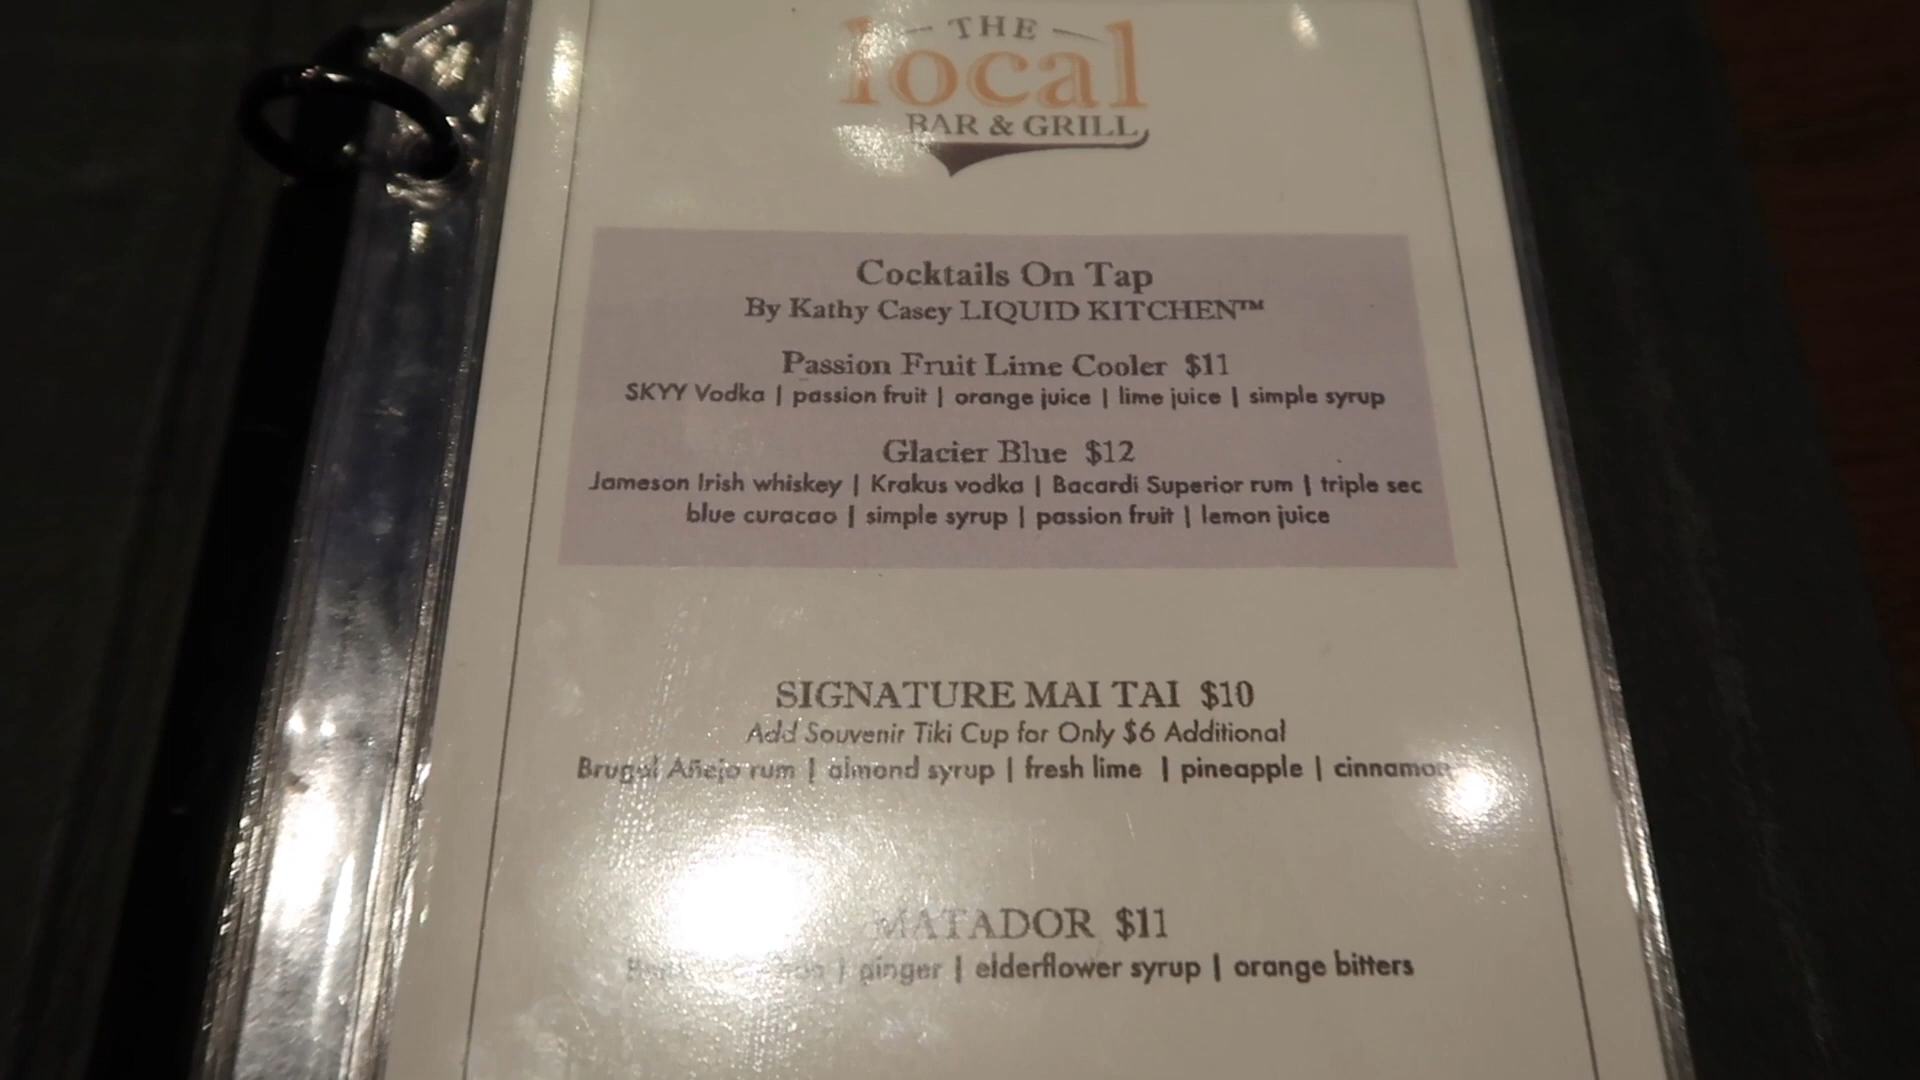 THE
local
BAR & GRILL
Cocktails On Tap
By Kathy Casey LIQUID KITCHEN™
Passion Fruit Lime Cooler $11
SKYY Vodka | passion fruit | orange juice | lime juice | simple syrup
Glacier Blue $12
Jameson Irish whiskey | Krakus vodka | Bacardi Superior rum | triple sec
blue curacao | simple syrup | passion fruit | lemon juice
SIGNATURE MAI TAI $10
Add Souvenir Tiki Cup for Only $6 Additional
Brugal Añejo rum | almond syrup | fresh lime | pineapple | cinnamon
MATADOR $11
| ginger | elderflower syrup | orange bitters